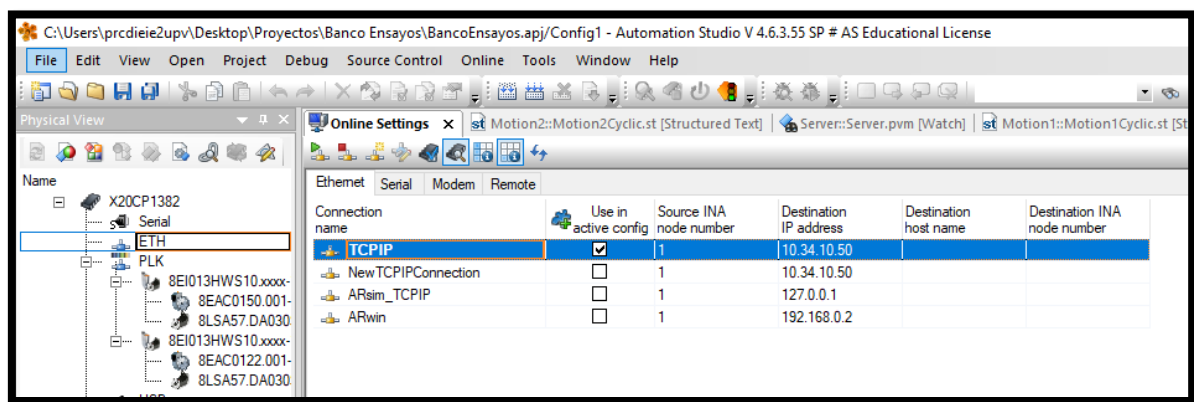 C:\Users\prcdieie2upv\Desktop\Proyectos\Banco Ensayos\BancoEnsayos.apj/Config1 - Automation Studio V 4.6.3.55 SP # AS Educational License
File Edit View Open Project Debug Source Control Online Tools Window Help
Physical View
Online Settings X Motion2::Motion2Cyclic.st [Structured Text] Server::Server.pvm [Watch] Motion1::Motion1Cyclic.st [St
Name
X20CP1382
Serial
ETH
PLK
8EI013HWS10.xxxx-
8EAC0150.001-
8LSA57.DA030
8EI013HWS10.xxxx-
8EAC0122.001-
8LSA57.DA030
Ethernet Serial Modem Remote
Connection name Use in active config Source INA node number Destination IP address Destination host name Destination INA node number
TCPIP 1 10.34.10.50
NewTCPIPConnection 1 10.34.10.50
ARsim_TCPIP 1 127.0.0.1
ARwin 1 192.168.0.2